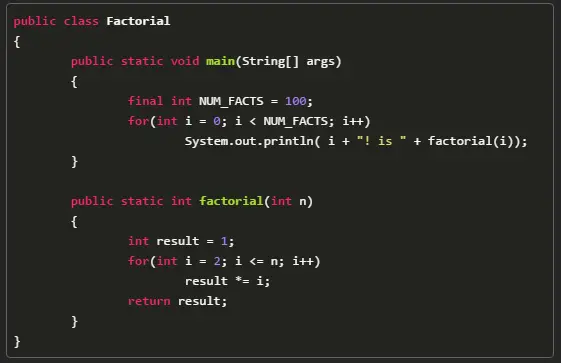 public class Factorial
{
public static void main(String[] args)
{
final int NUM_FACTS = 100;
for(int i = 0; i < NUM_FACTS; i++)
System.out.println( i + "! is " + factorial(i));
}
public static int factorial(int n)
{
int result = 1;
for(int i = 2; i <= n; i++)
result *= i;
return result;
}
}